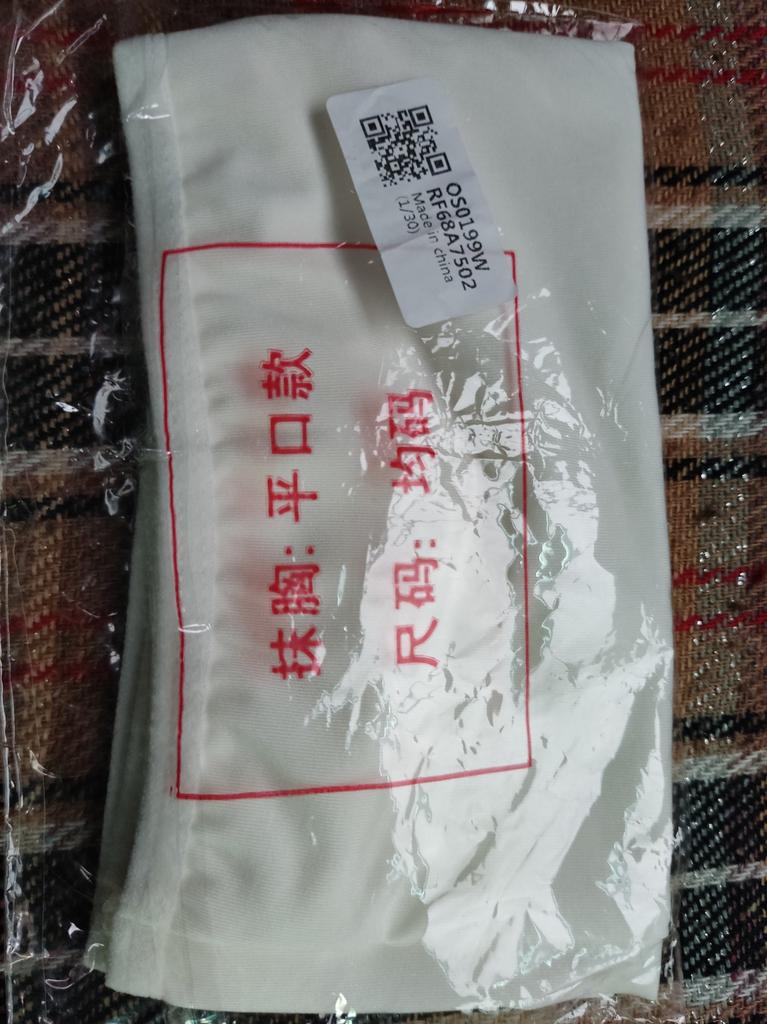 OS0199W
RF68A7502
Made in china
(1/30)
抹胸：平口款
尺码：均码